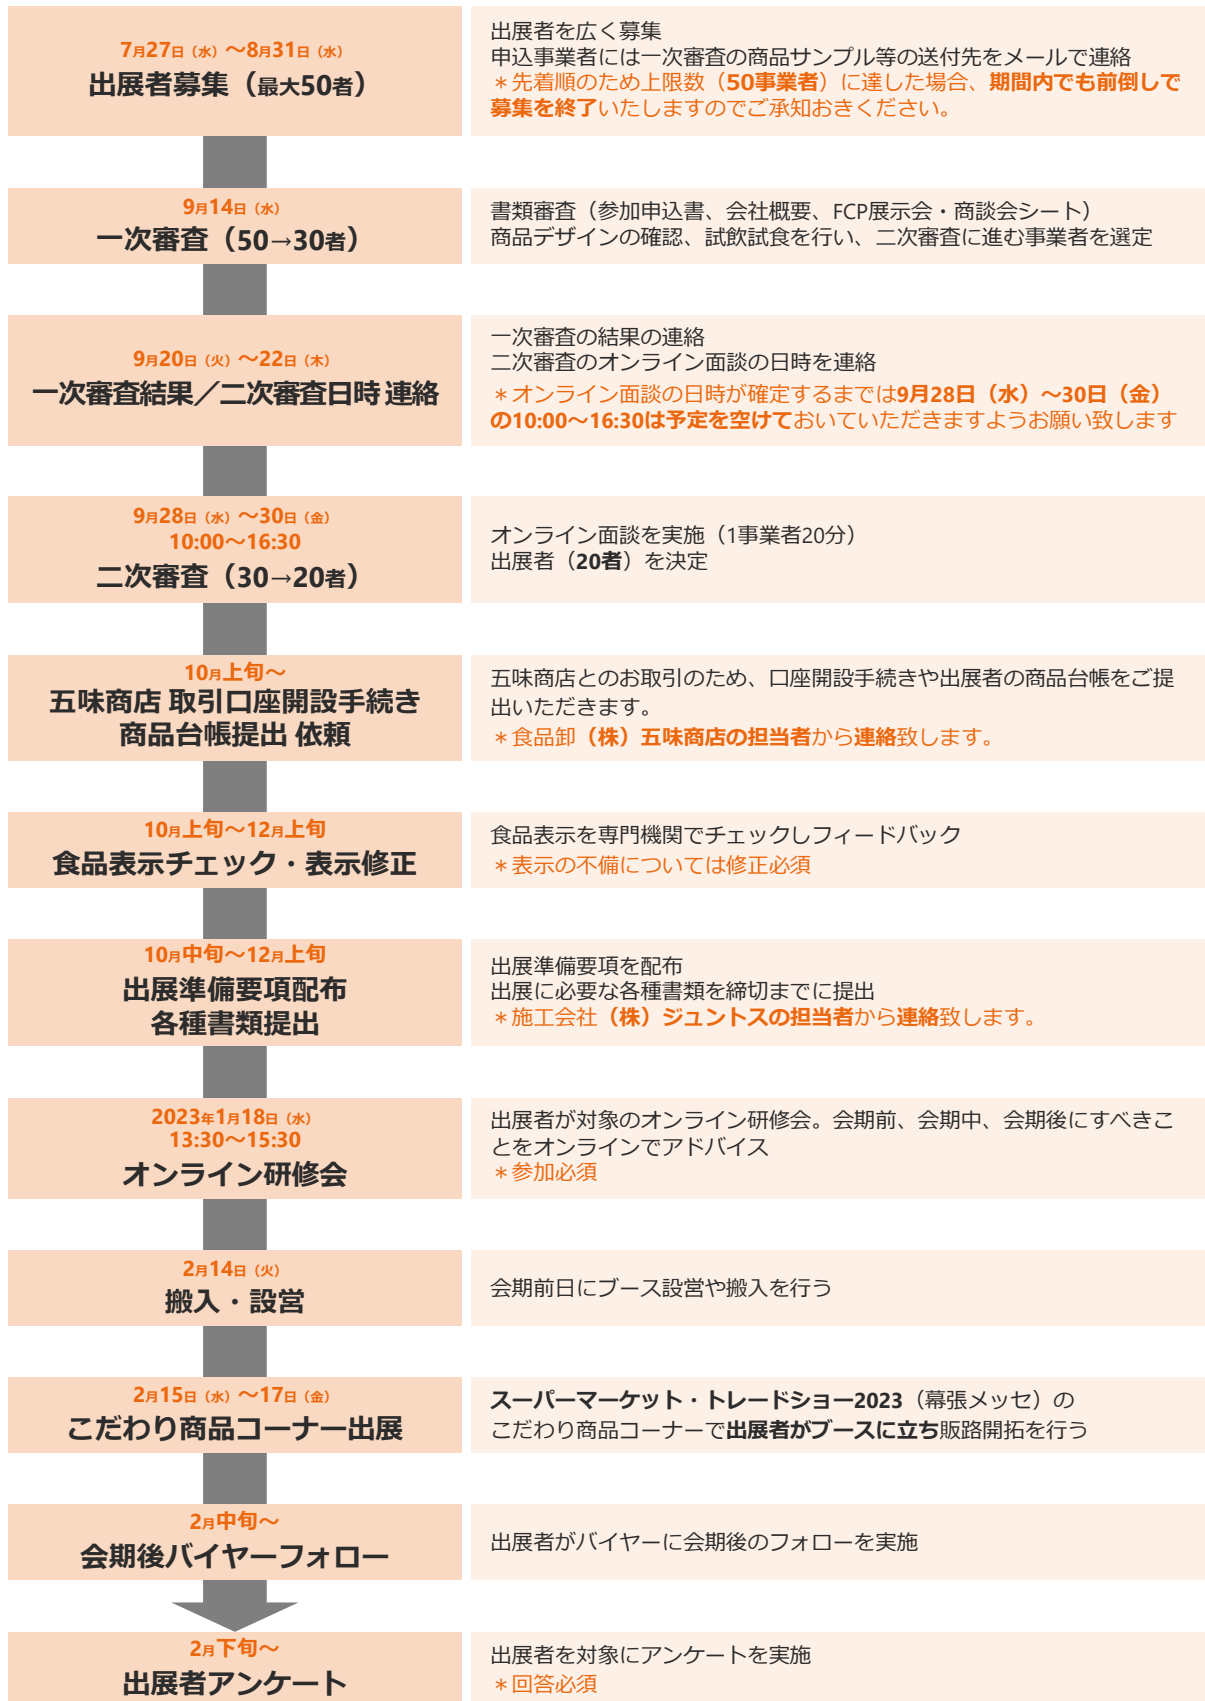 7月27日（水）～8月31日（水）
出展者募集（最大50者）
出展者を広く募集
申込事業者には一次審査の商品サンプル等の送付先をメールで連絡
＊先着順のため上限数（50事業者）に達した場合、期間内でも前倒しで
募集を終了いたしますのでご承知おきください。
9月14日（水）
一次審査（50→30者）
書類審査（参加申込書、会社概要、FCP展示会・商談会シート）
商品デザインの確認、試飲試食を行い、二次審査に進む事業者を選定
9月20日（火）～22日（木）
一次審査結果／二次審査日時 連絡
一次審査の結果の連絡
二次審査のオンライン面談の日時を連絡
＊オンライン面談の日時が確定するまでは9月28日（水）～30日（金）
の10:00～16:30は予定を空けておいていただきますようお願い致します
9月28日（水）～30日（金）
10:00～16:30
二次審査（30→20者）
オンライン面談を実施（1事業者20分）
出展者（20者）を決定
10月上旬～
五味商店 取引口座開設手続き
商品台帳提出 依頼
五味商店とのお取引のため、口座開設手続きや出展者の商品台帳をご提
出いただきます。
＊食品卸（株）五味商店の担当者から連絡致します。
10月上旬～12月上旬
食品表示チェック・表示修正
食品表示を専門機関でチェックしフィードバック
＊表示の不備については修正必須
10月中旬～12月上旬
出展準備要項配布
各種書類提出
出展準備要項を配布
出展に必要な各種書類を締切までに提出
＊施工会社（株）ジュントスの担当者から連絡致します。
2023年1月18日（水）
13:30～15:30
オンライン研修会
出展者が対象のオンライン研修会。会期前、会期中、会期後にすべきこ
とをオンラインでアドバイス
＊参加必須
2月14日（火）
搬入・設営
会期前日にブース設営や搬入を行う
2月15日（水）～17日（金）
こだわり商品コーナー出展
スーパーマーケット・トレードショー2023（幕張メッセ）の
こだわり商品コーナーで出展者がブースに立ち販路開拓を行う
2月中旬～
会期後バイヤーフォロー
出展者がバイヤーに会期後のフォローを実施
2月下旬～
出展者アンケート
出展者を対象にアンケートを実施
＊回答必須